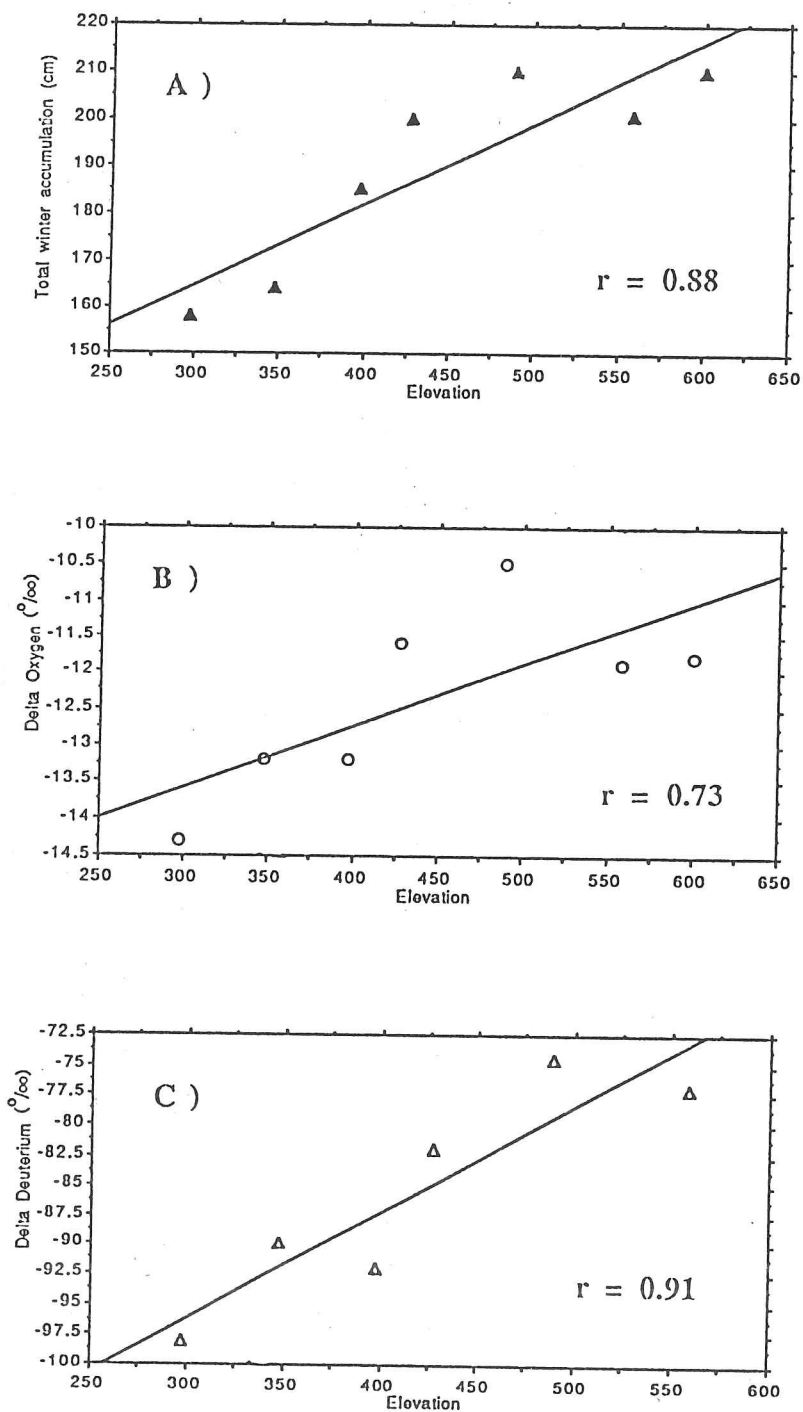 220
210
200
190
180
170
160
150
Total winter accumulation (cm)
A )
r = 0.88
250 300 350 400 450 500 550 600 650
Elevation
-10
-10.5
-11
-11.5
-12
-12.5
-13
-13.5
-14
-14.5
Delta Oxygen (°/∞)
B )
r = 0.73
250 300 350 400 450 500 550 600 650
Elevation
-72.5
-75
-77.5
-80
-82.5
-85
-87.5
-90
-92.5
-95
-97.5
-100
Delta Deuterium (°/∞)
C )
r = 0.91
250 300 350 400 450 500 550 600
Elevation